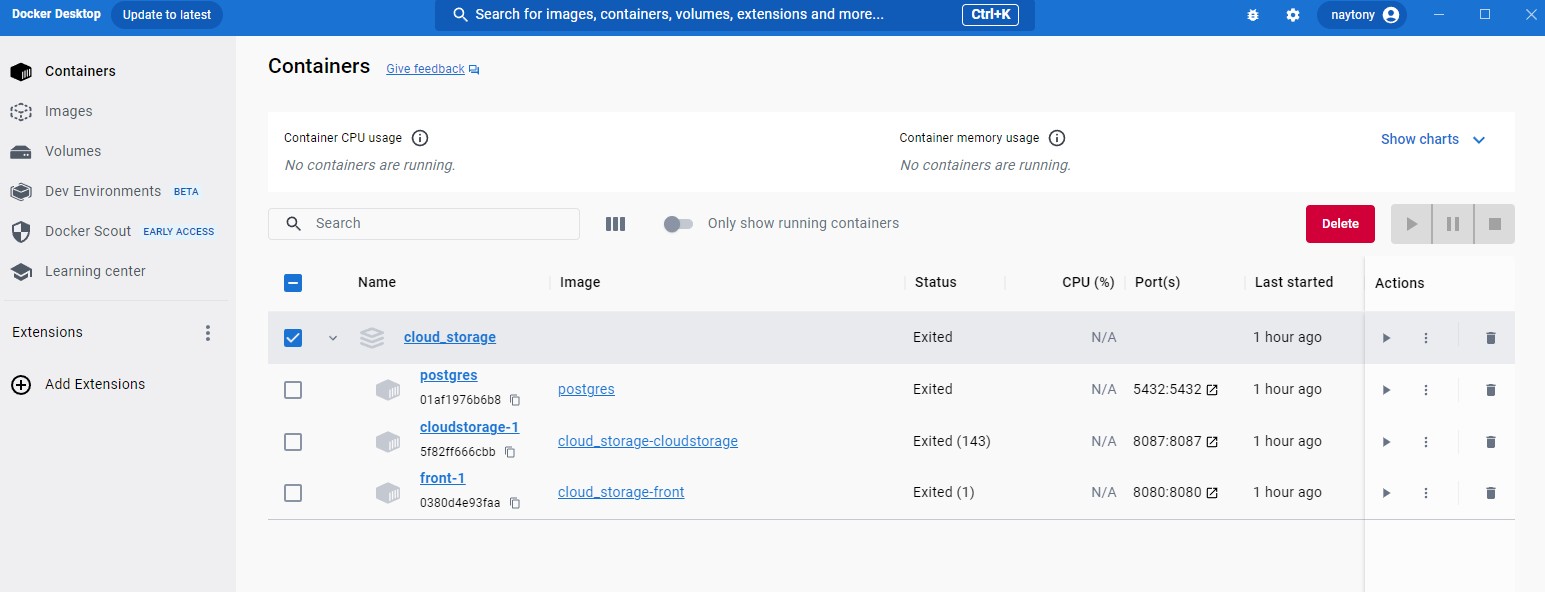 Docker Desktop Update to latest Search for images, containers, volumes, extensions and more... Ctrl+K naytony
Containers
Images
Volumes
Dev Environments BETA
Docker Scout EARLY ACCESS
Learning center
Extensions
Add Extensions
Containers Give feedback
Container CPU usage
No containers are running.
Container memory usage
No containers are running.
Show charts
Search Only show running containers Delete
Name Image Status CPU (%) Port(s) Last started Actions
cloud_storage Exited N/A 1 hour ago
postgres
01af1976b6b8
postgres Exited N/A 5432:5432 1 hour ago
cloudstorage-1
5f82ff666cbb
cloud_storage-cloudstorage Exited (143) N/A 8087:8087 1 hour ago
front-1
0380d4e93faa
cloud_storage-front Exited (1) N/A 8080:8080 1 hour ago